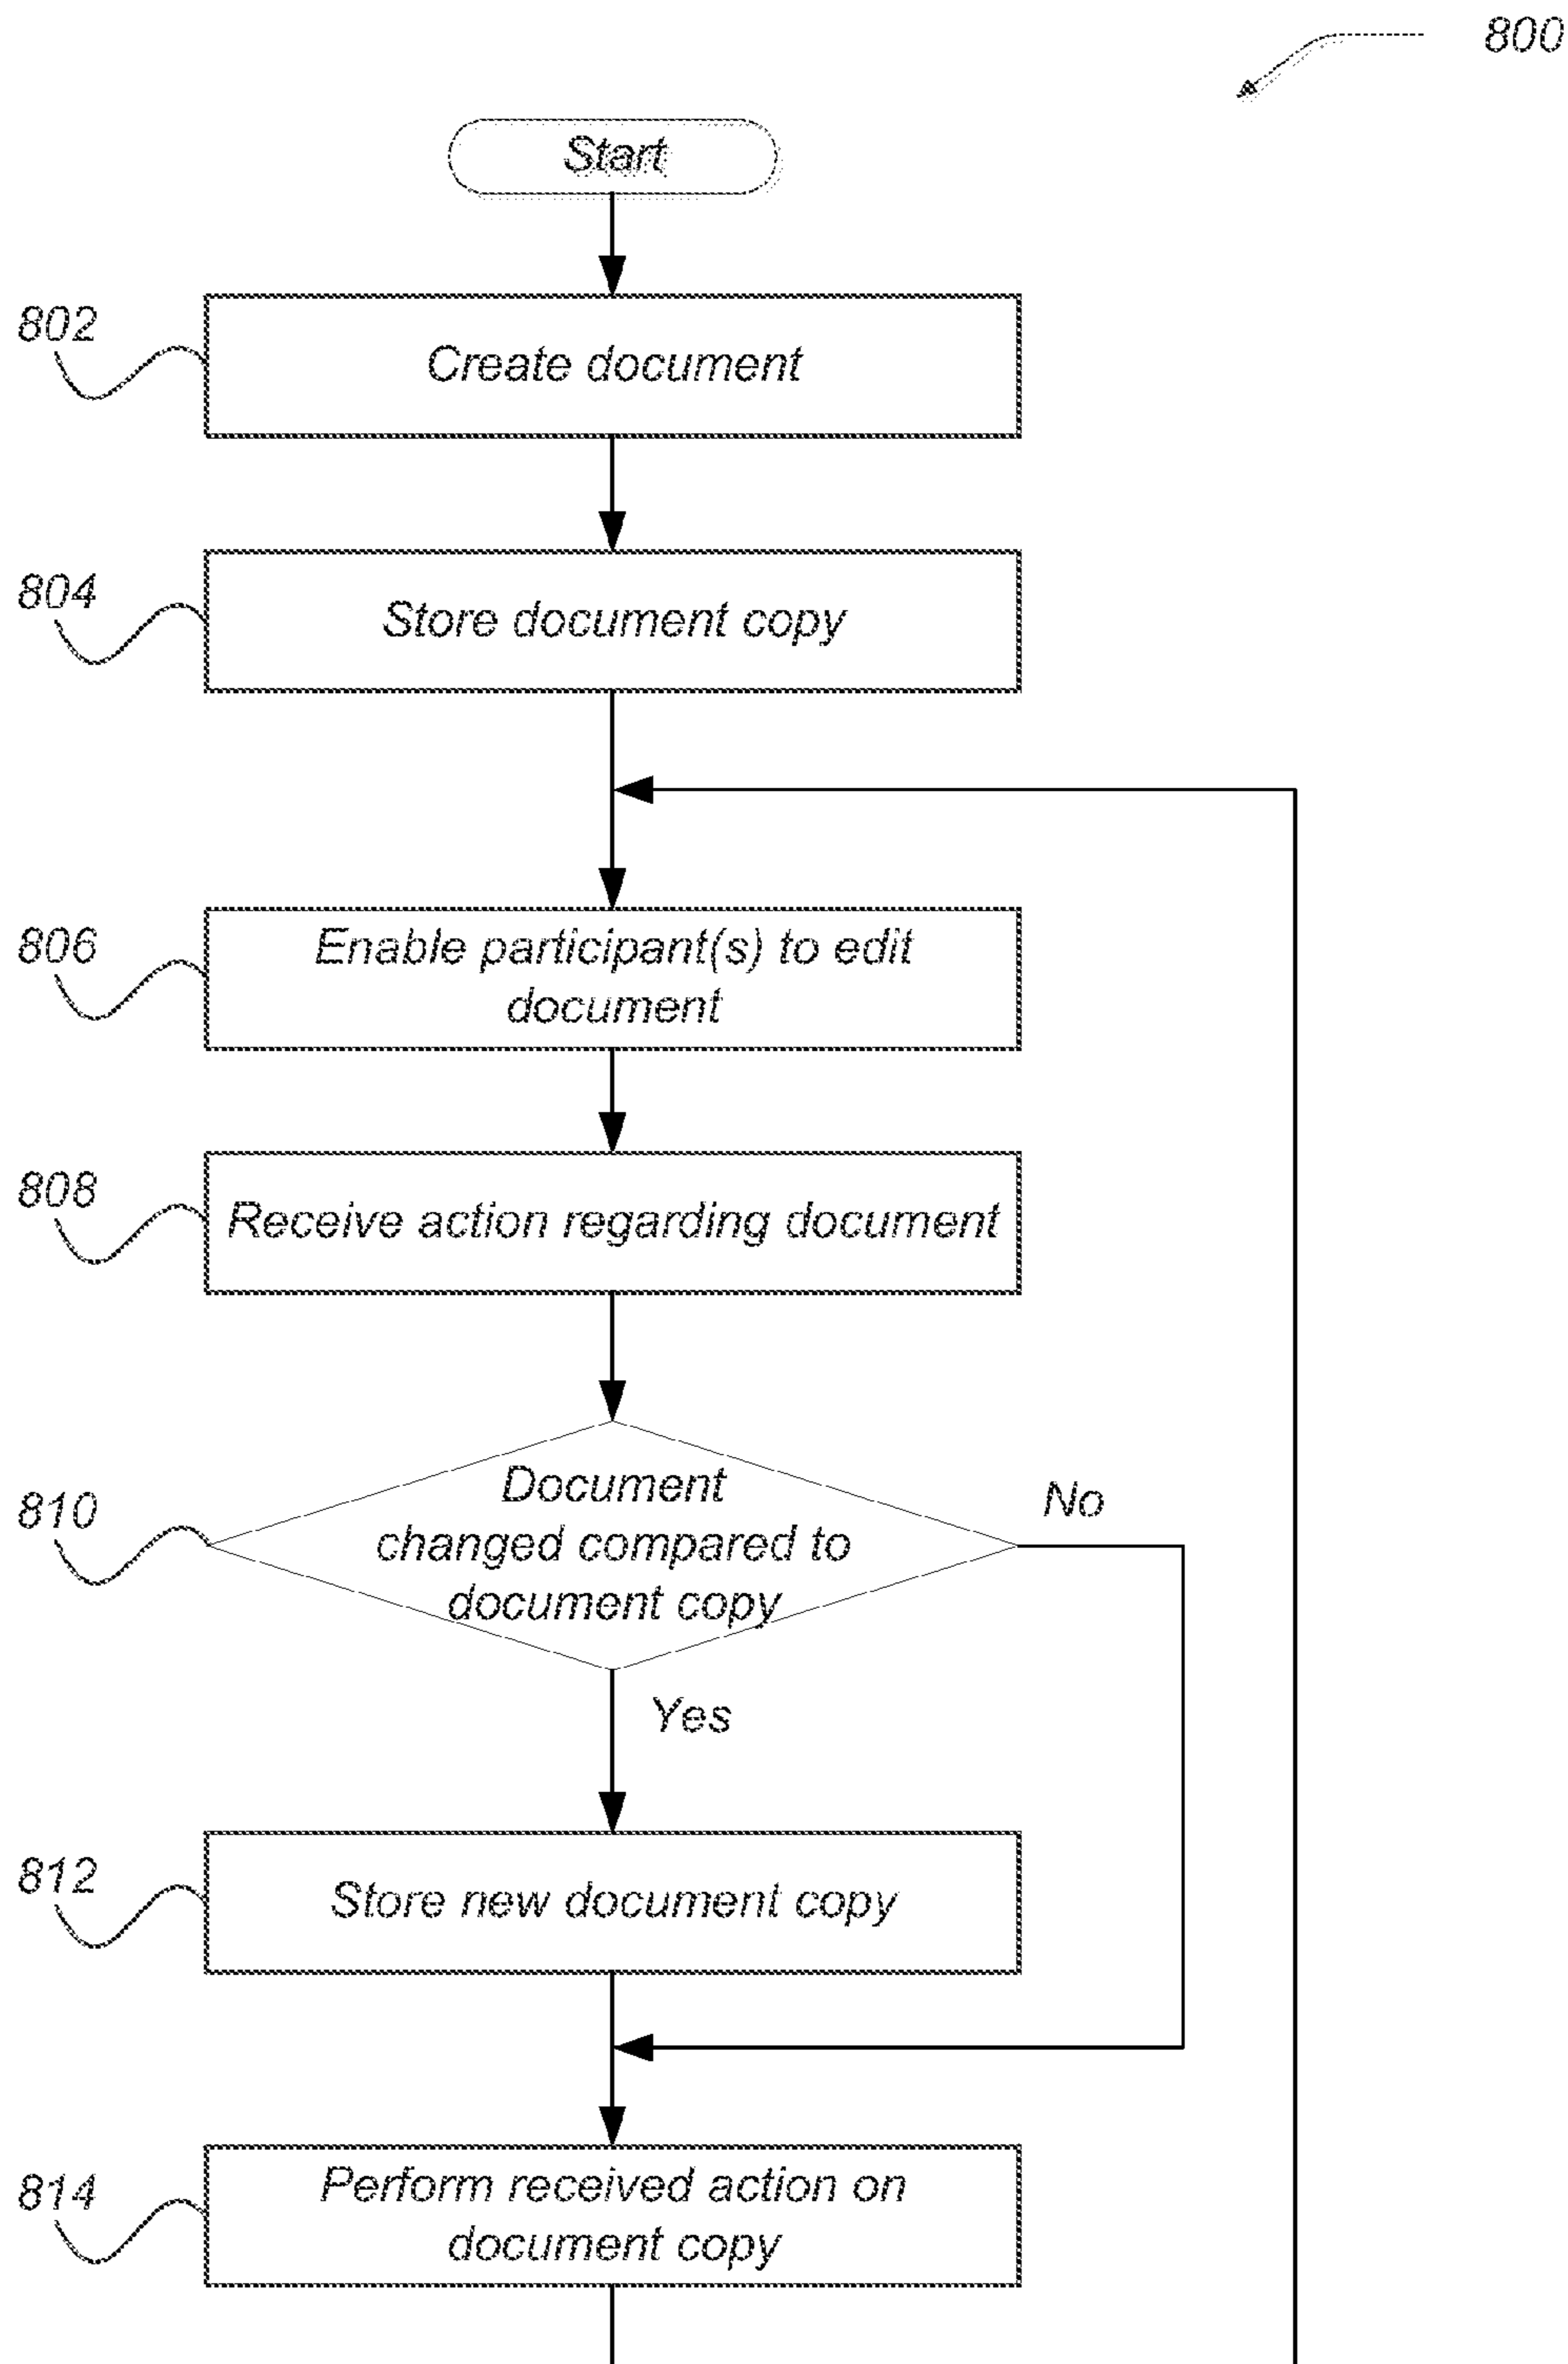 800
Start
802
Create document
804
Store document copy
806
Enable participant(s) to edit
document
808
Receive action regarding document
810
Document
changed compared to
document copy
No
Yes
812
Store new document copy
814
Perform received action on
document copy